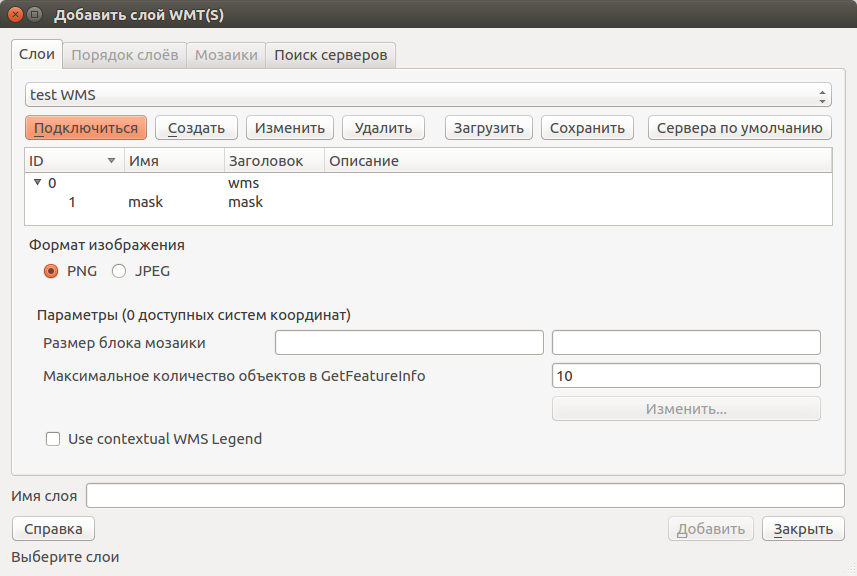 Добавить слой WMT(S)
Слои Порядок слоёв Мозаики Поиск серверов
test WMS
Подключиться Создать Изменить Удалить Загрузить Сохранить Сервера по умолчанию
ID Имя Заголовок Описание
0 wms
1 mask mask
Формат изображения
PNG JPEG
Параметры (0 доступных систем координат)
Размер блока мозаики
Максимальное количество объектов в GetFeatureInfo 10
Изменить...
Use contextual WMS Legend
Имя слоя
Справка Добавить Закрыть
Выберите слои